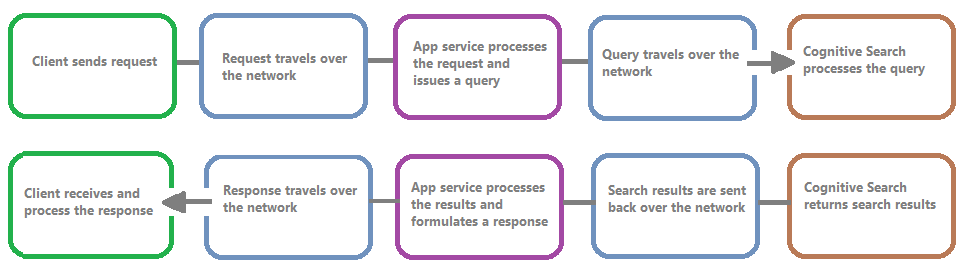 Client sends request
Request travels over
the network
App service processes
the request and
issues a query
Query travels over the
network
Cognitive Search
processes the query
Client receives and
process the response
Response travels over
the network
App service processes
the results and
formulates a response
Search results are sent
back over the network
Cognitive Search
returns search results